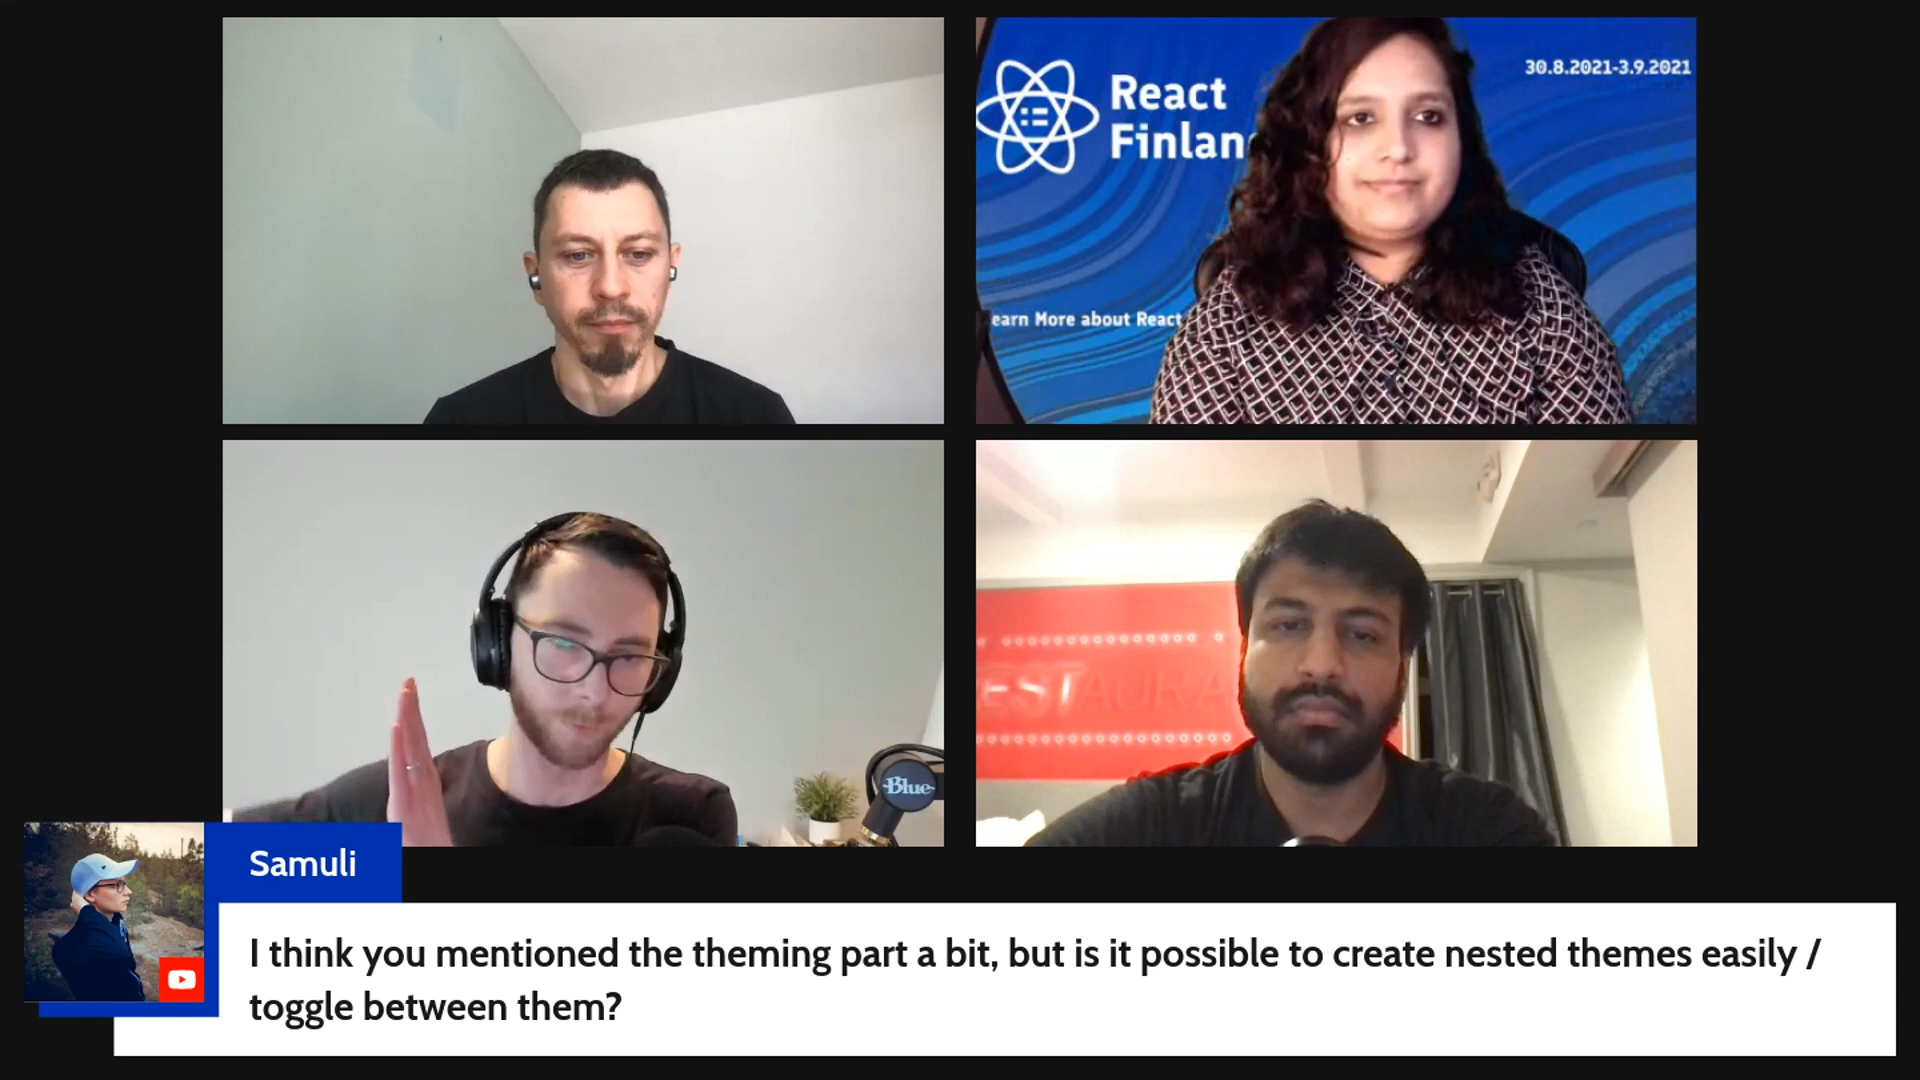 React
Finlan
30.8.2021-3.9.2021
earn More about React
ESTAURA
Blue
Samuli
I think you mentioned the theming part a bit, but is it possible to create nested themes easily /
toggle between them?